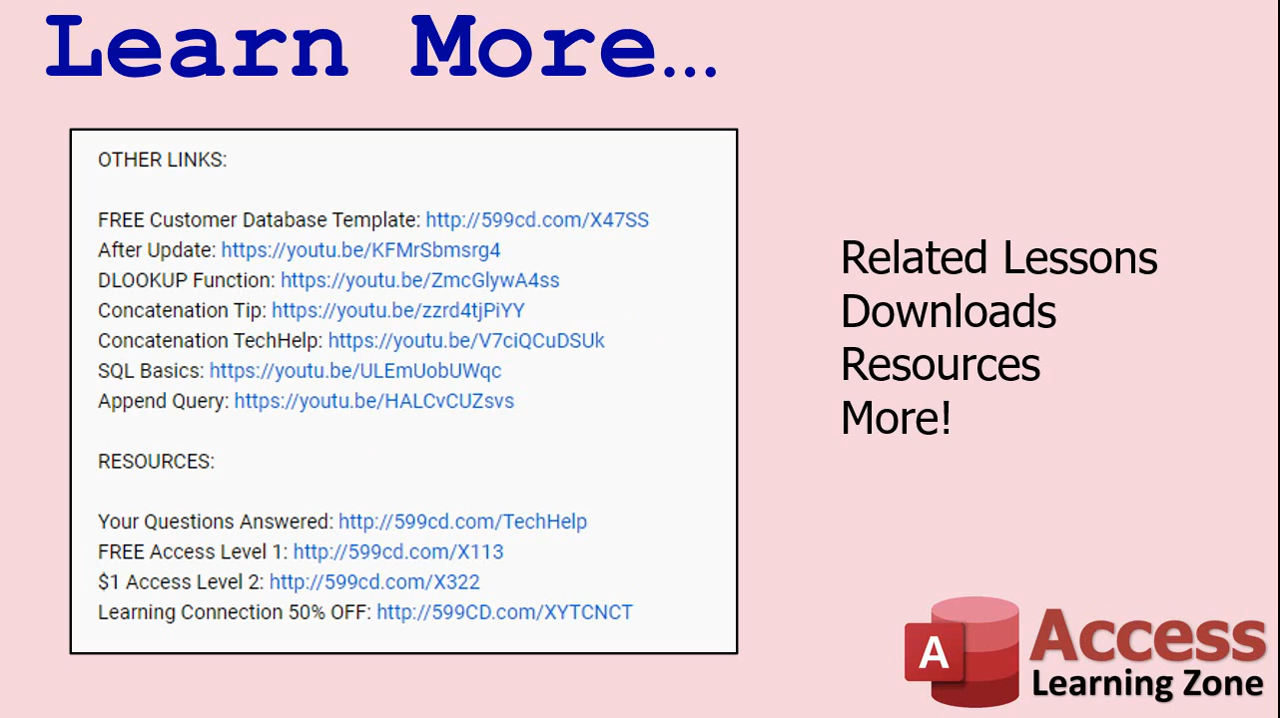 Learn More…
OTHER LINKS:
FREE Customer Database Template: http://599cd.com/X47SS
After Update: https://youtu.be/KFMrSbmsrg4
DLOOKUP Function: https://youtu.be/ZmcGlywA4ss
Concatenation Tip: https://youtu.be/zzrd4tjPiYY
Concatenation TechHelp: https://youtu.be/V7ciQCuDSUk
SQL Basics: https://youtu.be/ULEmUobUWqc
Append Query: https://youtu.be/HALCvCUZsvs
RESOURCES:
Your Questions Answered: http://599cd.com/TechHelp
FREE Access Level 1: http://599cd.com/X113
$1 Access Level 2: http://599cd.com/X322
Learning Connection 50% OFF: http://599CD.com/XYTCNCT
Related Lessons
Downloads
Resources
More!
A
Access
Learning Zone